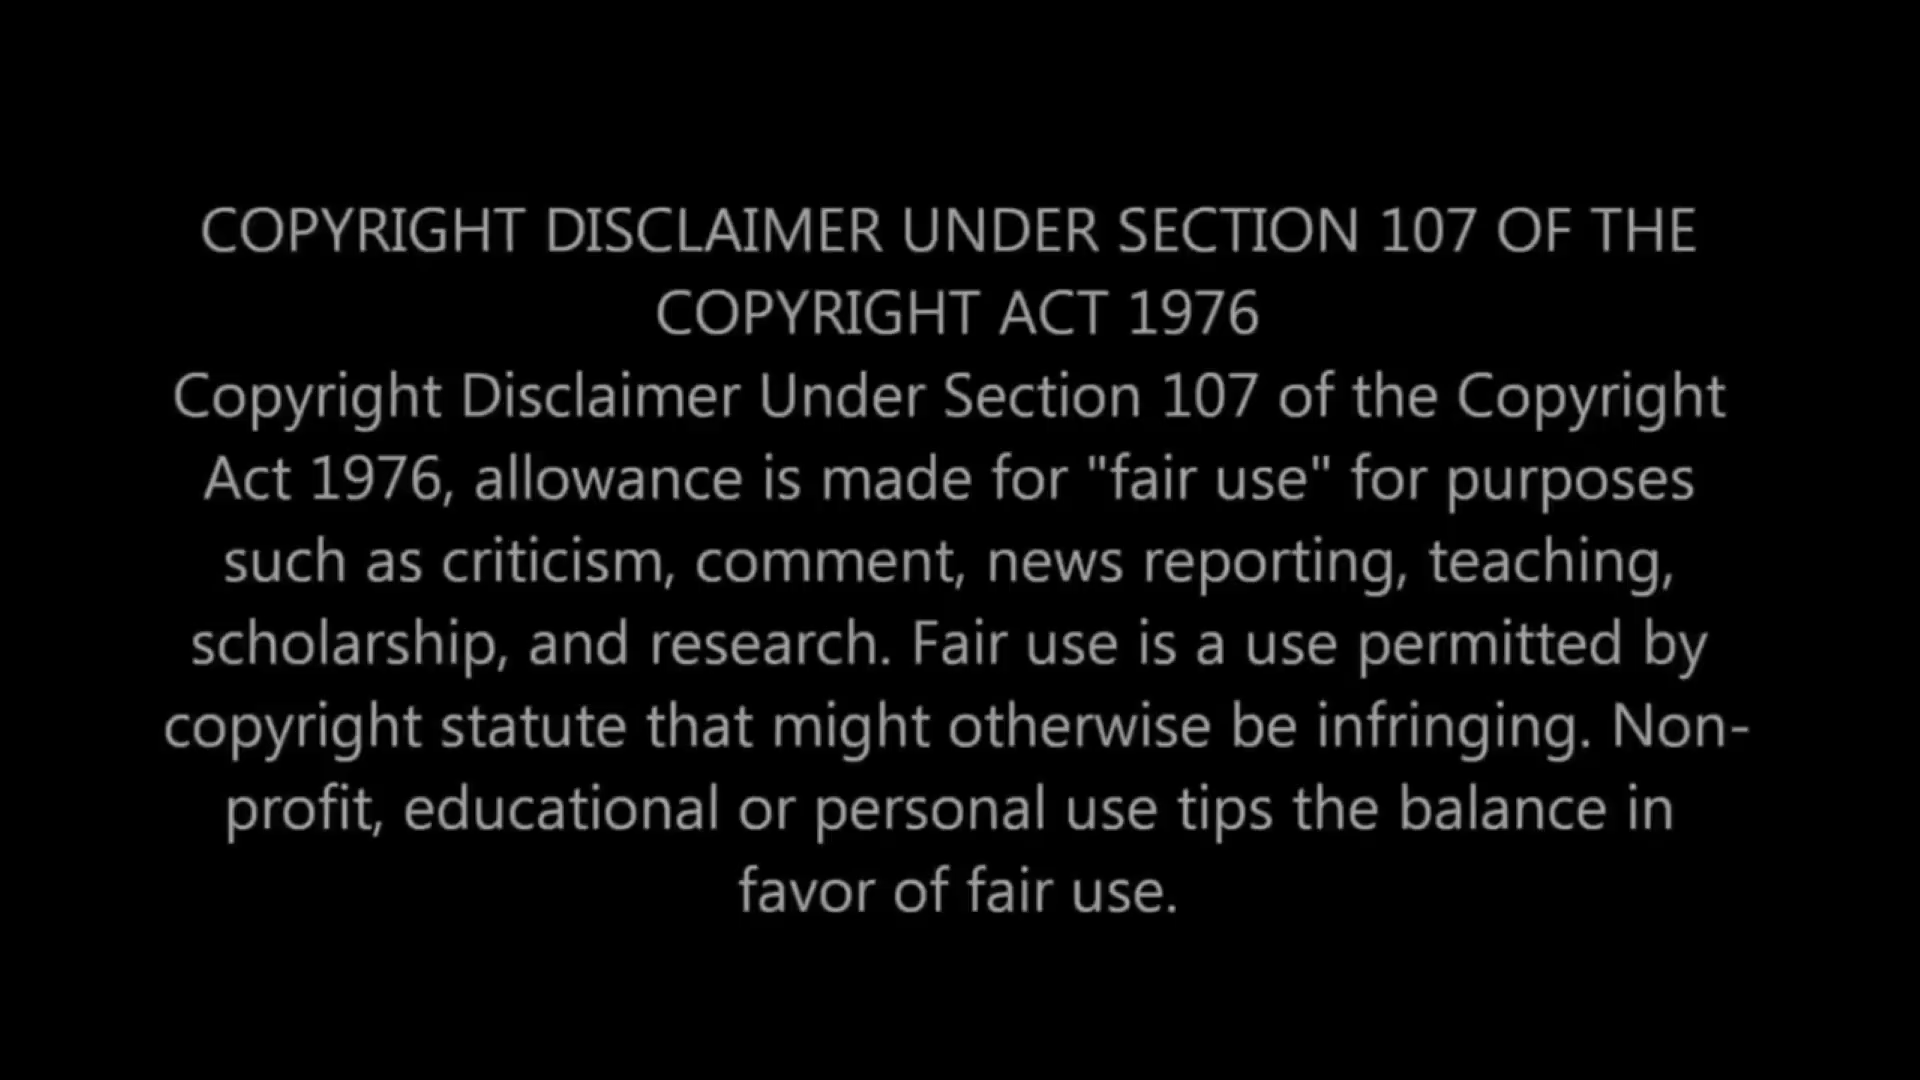 COPYRIGHT DISCLAIMER UNDER SECTION 107 OF THE
COPYRIGHT ACT 1976
Copyright Disclaimer Under Section 107 of the Copyright
Act 1976, allowance is made for "fair use" for purposes
such as criticism, comment, news reporting, teaching,
scholarship, and research. Fair use is a use permitted by
copyright statute that might otherwise be infringing. Non-
profit, educational or personal use tips the balance in
favor of fair use.